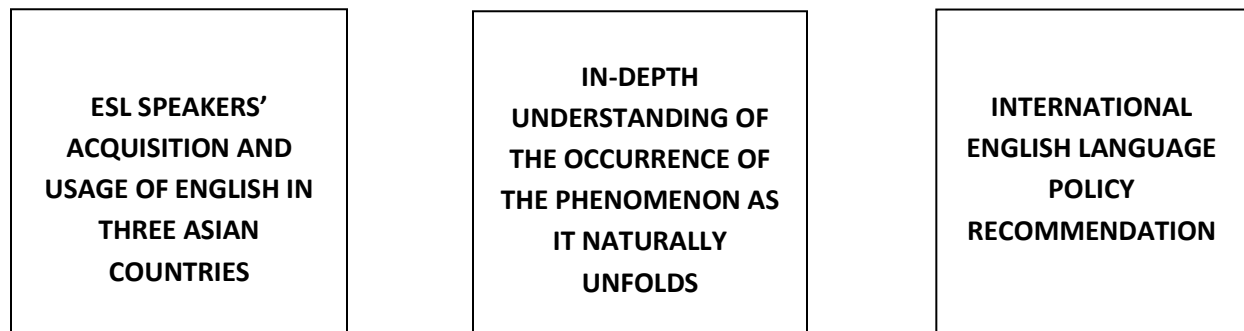 ESL SPEAKERS’
ACQUISITION AND
USAGE OF ENGLISH IN
THREE ASIAN
COUNTRIES
IN-DEPTH
UNDERSTANDING OF
THE OCCURRENCE OF
THE PHENOMENON AS
IT NATURALLY
UNFOLDS
INTERNATIONAL
ENGLISH LANGUAGE
POLICY
RECOMMENDATION